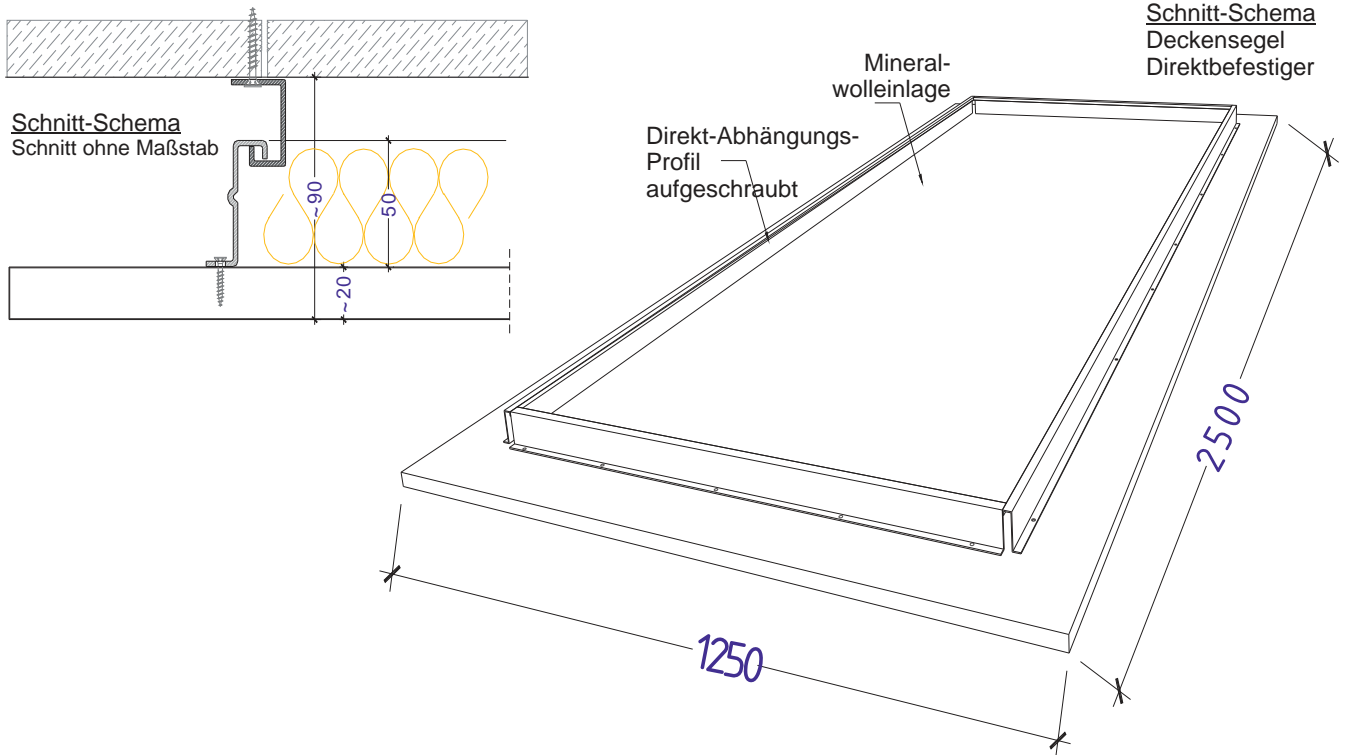 Schnitt-Schema
Schnitt ohne Maßstab
~90
50
~20
Mineral-
wolleinlage
Direkt-Abhängungs-
Profil
aufgeschraubt
Schnitt-Schema
Deckensegel
Direktbefestiger
2500
1250